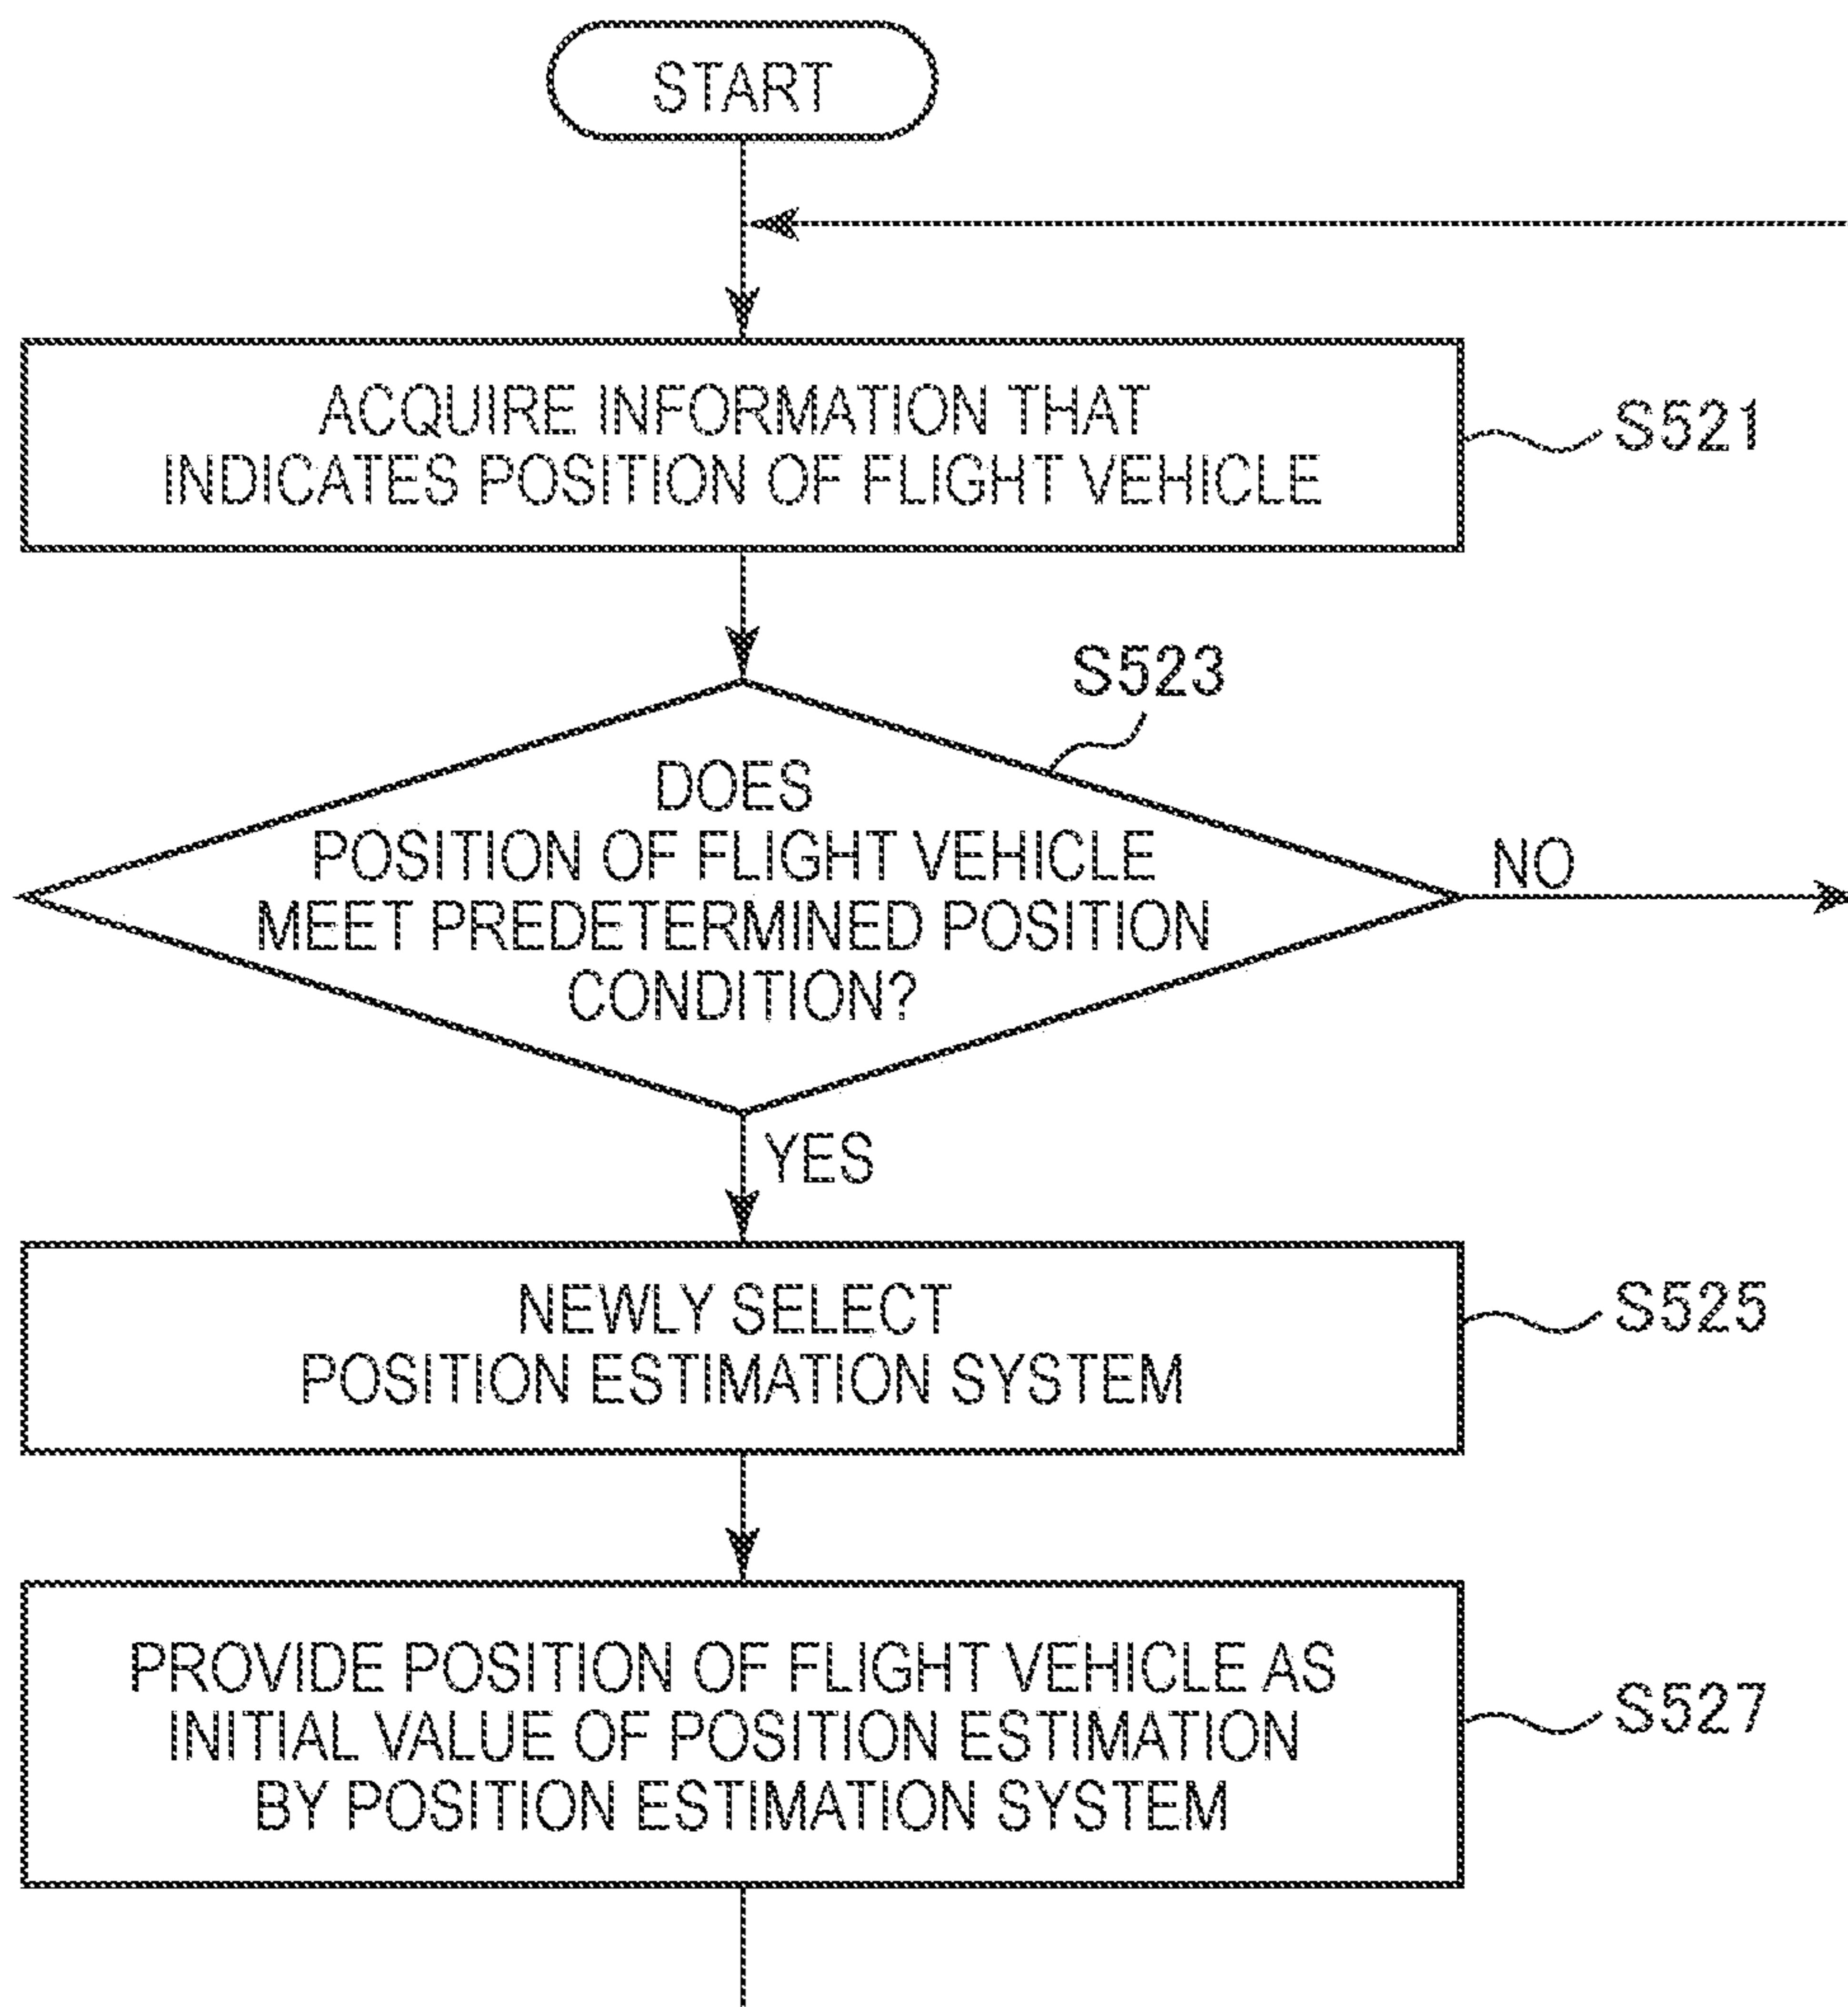 START
ACQUIRE INFORMATION THAT
INDICATES POSITION OF FLIGHT VEHICLE
S521
S523
DOES
POSITION OF FLIGHT VEHICLE
MEET PREDETERMINED POSITION
CONDITION?
NO
YES
NEWLY SELECT
POSITION ESTIMATION SYSTEM
S525
PROVIDE POSITION OF FLIGHT VEHICLE AS
INITIAL VALUE OF POSITION ESTIMATION
BY POSITION ESTIMATION SYSTEM
S527